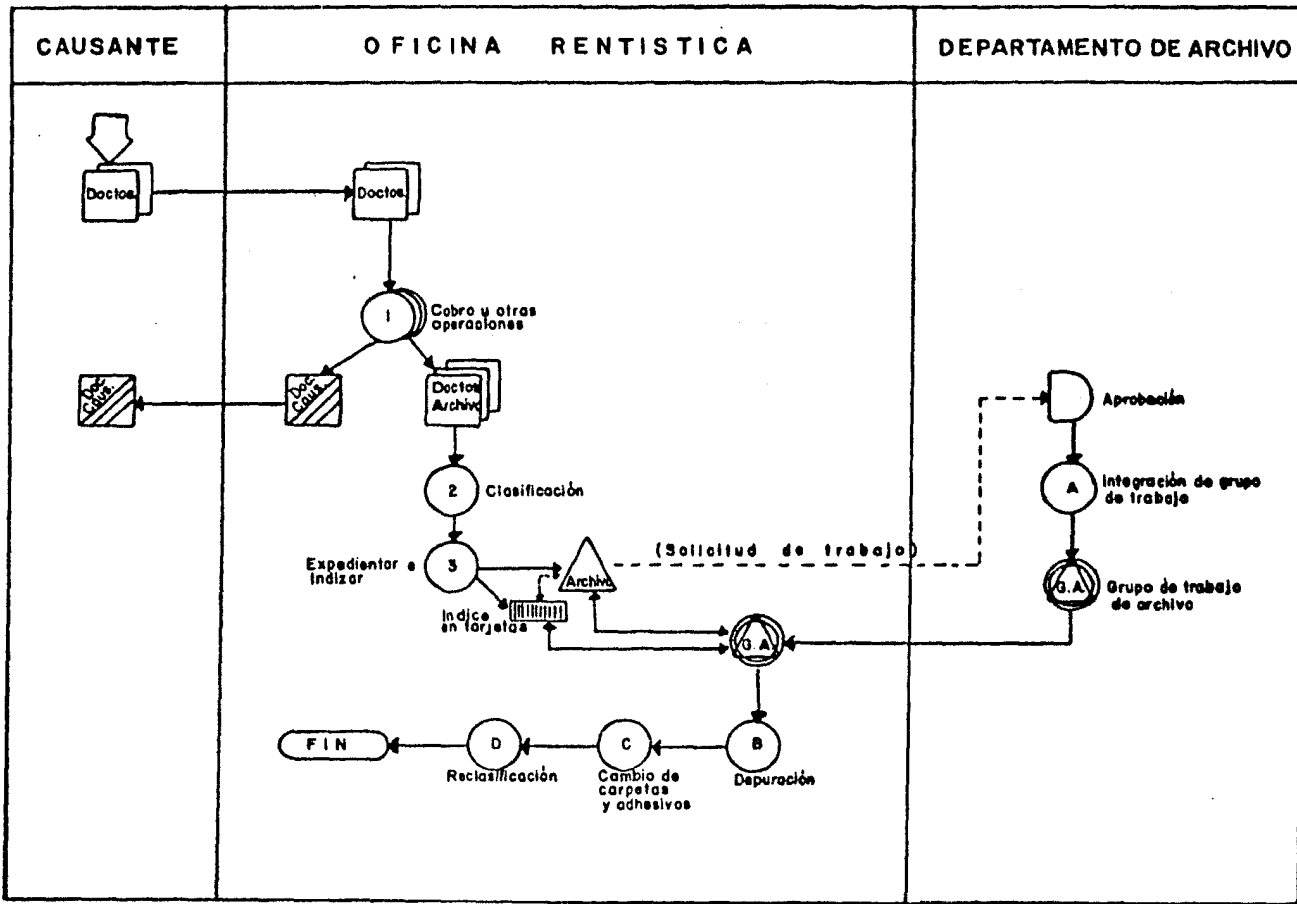 CAUSANTE
OFICINA RENTISTICA
DEPARTAMENTO DE ARCHIVO
Doctos.
Doctos.
1
Cobro y otras
operaciones
Doc.
Caus.
Doc.
Caus.
Doctos
Archivo
Aprobación
2
Clasificación
A
Integración de grupo
de trabajo
(Solicitud de trabajo)
Expedientar e
Indizar
3
Archivo
G.A.
Grupo de trabajo
de archivo
Indice
en tarjetas
G.A.
FIN
D
C
B
Reclasificación
Cambio de
carpetas
y adhesivos
Depuración